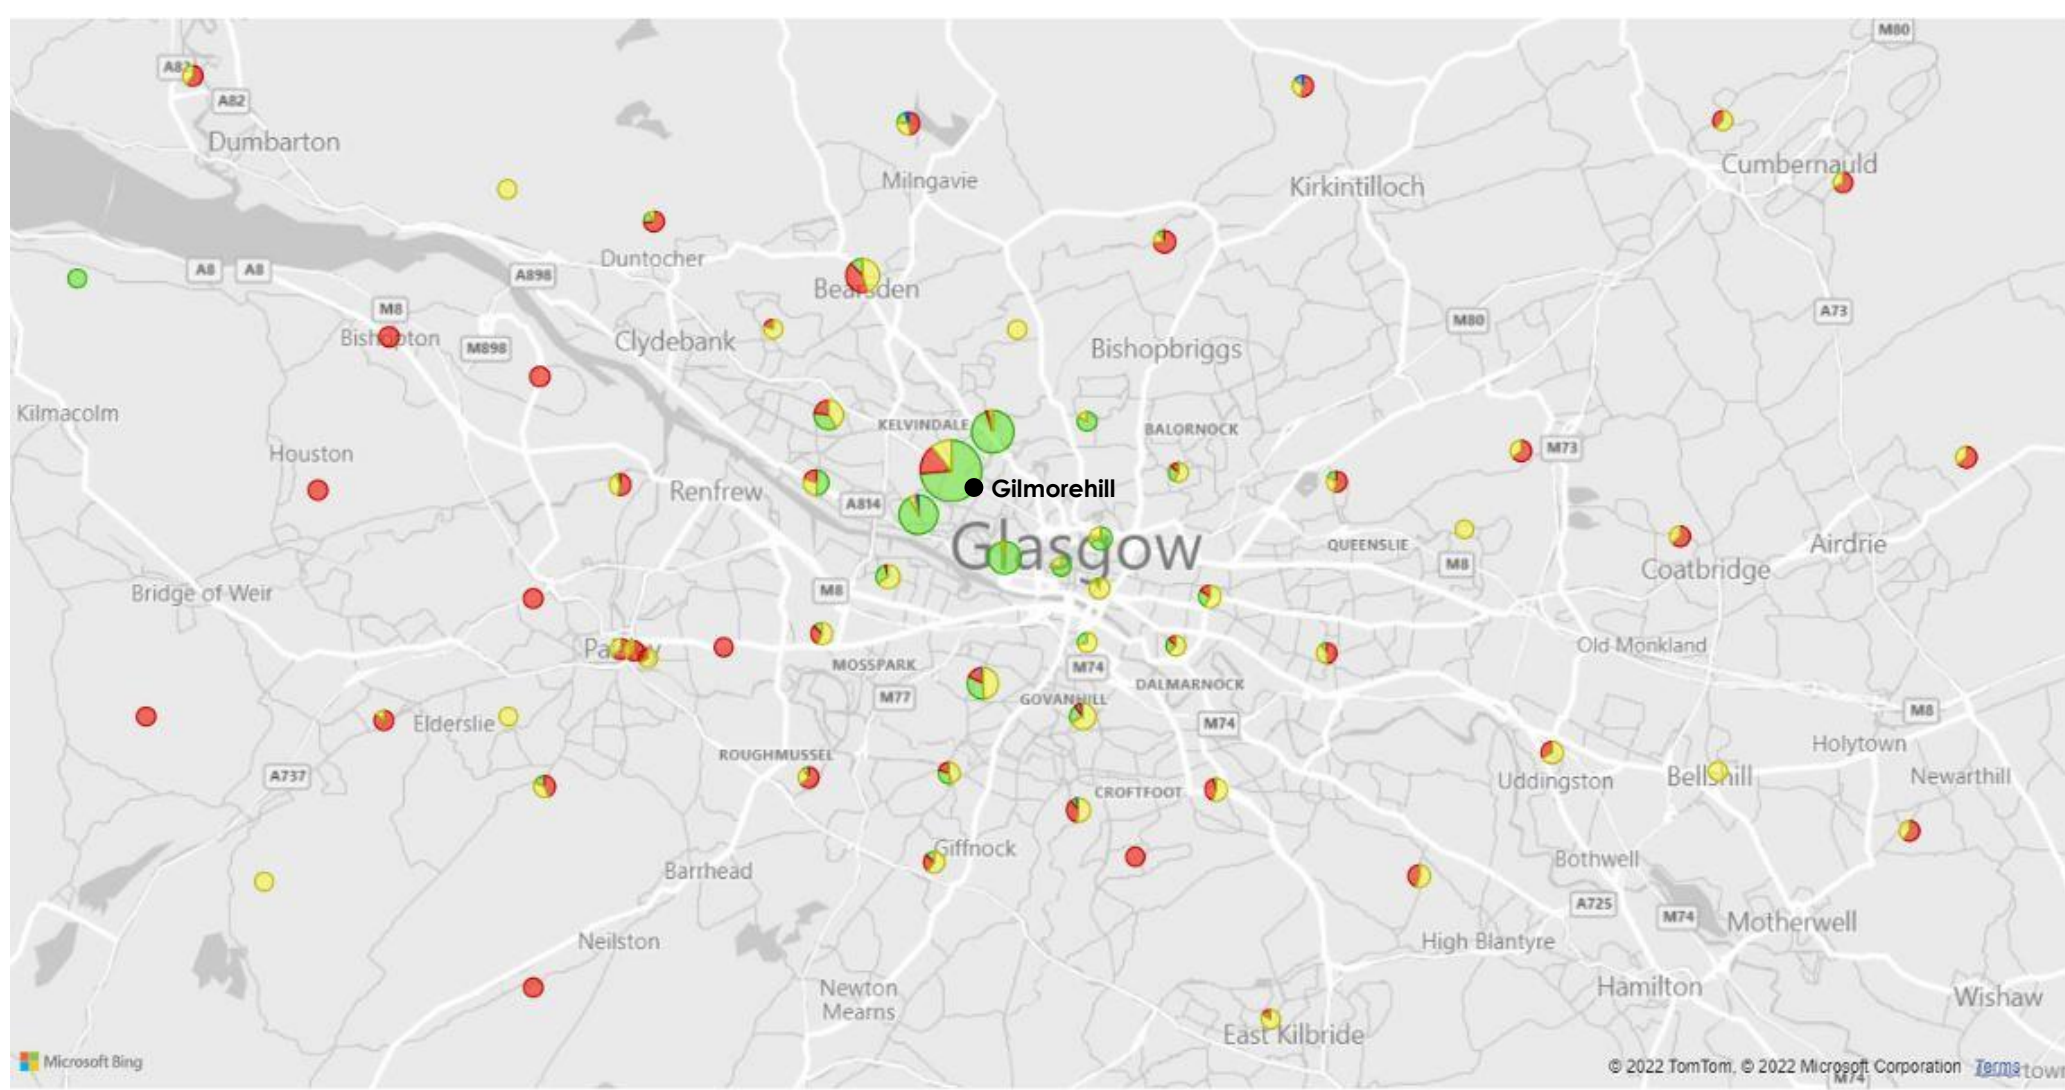 M80
A82
A82
Dumbarton
Milngavie
Kirkintilloch
Cumbernauld
Duntocher
A8
A8
A898
Bearsden
M8
A73
M80
Bishopton
M898
Clydebank
Bishopbriggs
Kilmacolm
KELVINDALE
BALORNOCK
Houston
M73
Renfrew
A814
Gilmorehill
Glasgow
QUEENSLIE
Airdrie
M8
Coatbridge
Bridge of Weir
M8
Paisley
Old Monkland
MOSSPARK
M74
DALMARNOCK
M77
GOVANHILL
Elderslie
M74
M8
ROUGHMUSSEL
Holytown
A737
Uddingston
Bellshill
Newarthill
CROFTFOOT
Giffnock
Barrhead
Bothwell
A725
M74
Motherwell
Neilston
High Blantyre
Newton
Mearns
Hamilton
Wishaw
East Kilbride
Microsoft Bing
© 2022 TomTom, © 2022 Microsoft Corporation Terms
M74